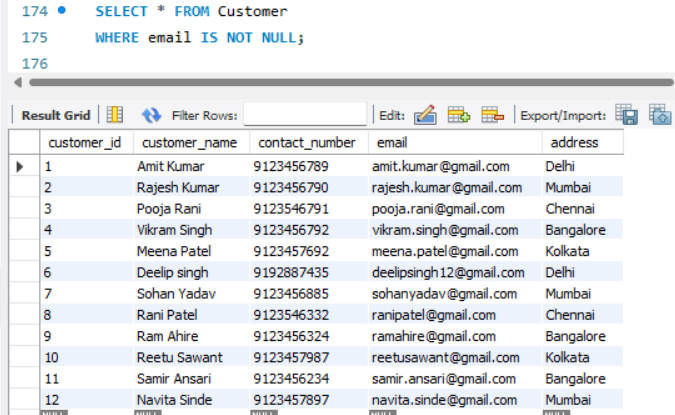 174 SELECT * FROM Customer
175 WHERE email IS NOT NULL;
176
Result Grid Filter Rows: Edit: Export/Import:
customer_id customer_name contact_number email address
1 Amit Kumar 9123456789 amit.kumar@gmail.com Delhi
2 Rajesh Kumar 9123456790 rajesh.kumar@gmail.com Mumbai
3 Pooja Rani 9123546791 pooja.rani@gmail.com Chennai
4 Vikram Singh 9123456792 vikram.singh@gmail.com Bangalore
5 Meena Patel 9123457692 meena.patel@gmail.com Kolkata
6 Deelip singh 9192887435 deelipsingh12@gmail.com Delhi
7 Sohan Yadav 9123456885 sohanyadav@gmail.com Mumbai
8 Rani Patel 9123546332 ranipatel@gmail.com Chennai
9 Ram Ahire 9123456324 ramahire@gmail.com Bangalore
10 Reetu Sawant 9123457987 reetusawant@gmail.com Kolkata
11 Samir Ansari 9123456234 samir.ansari@gmail.com Bangalore
12 Navita Sinde 9123457897 navita.sinde@gmail.com Mumbai
NULL NULL NULL NULL NULL